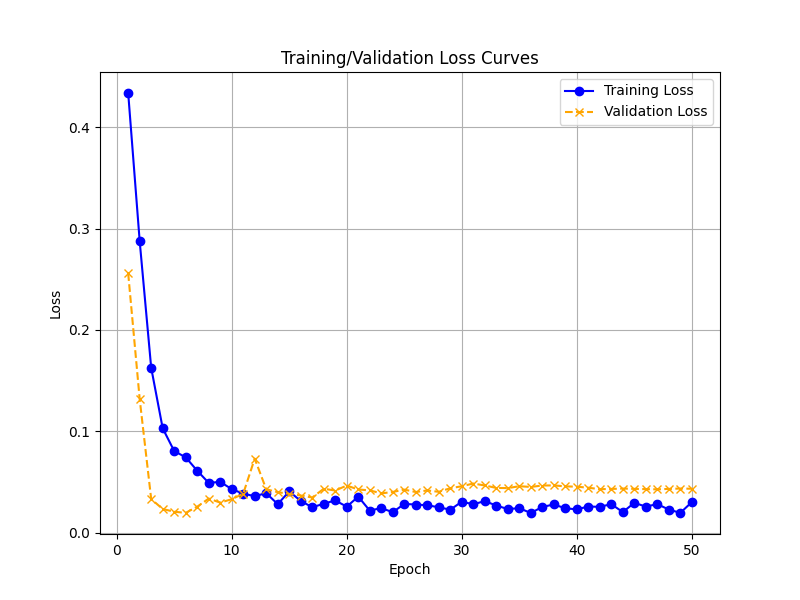 Training/Validation Loss Curves
Training Loss
Validation Loss
0.4
0.3
0.2
0.1
0.0
Loss
0
10
20
30
40
50
Epoch